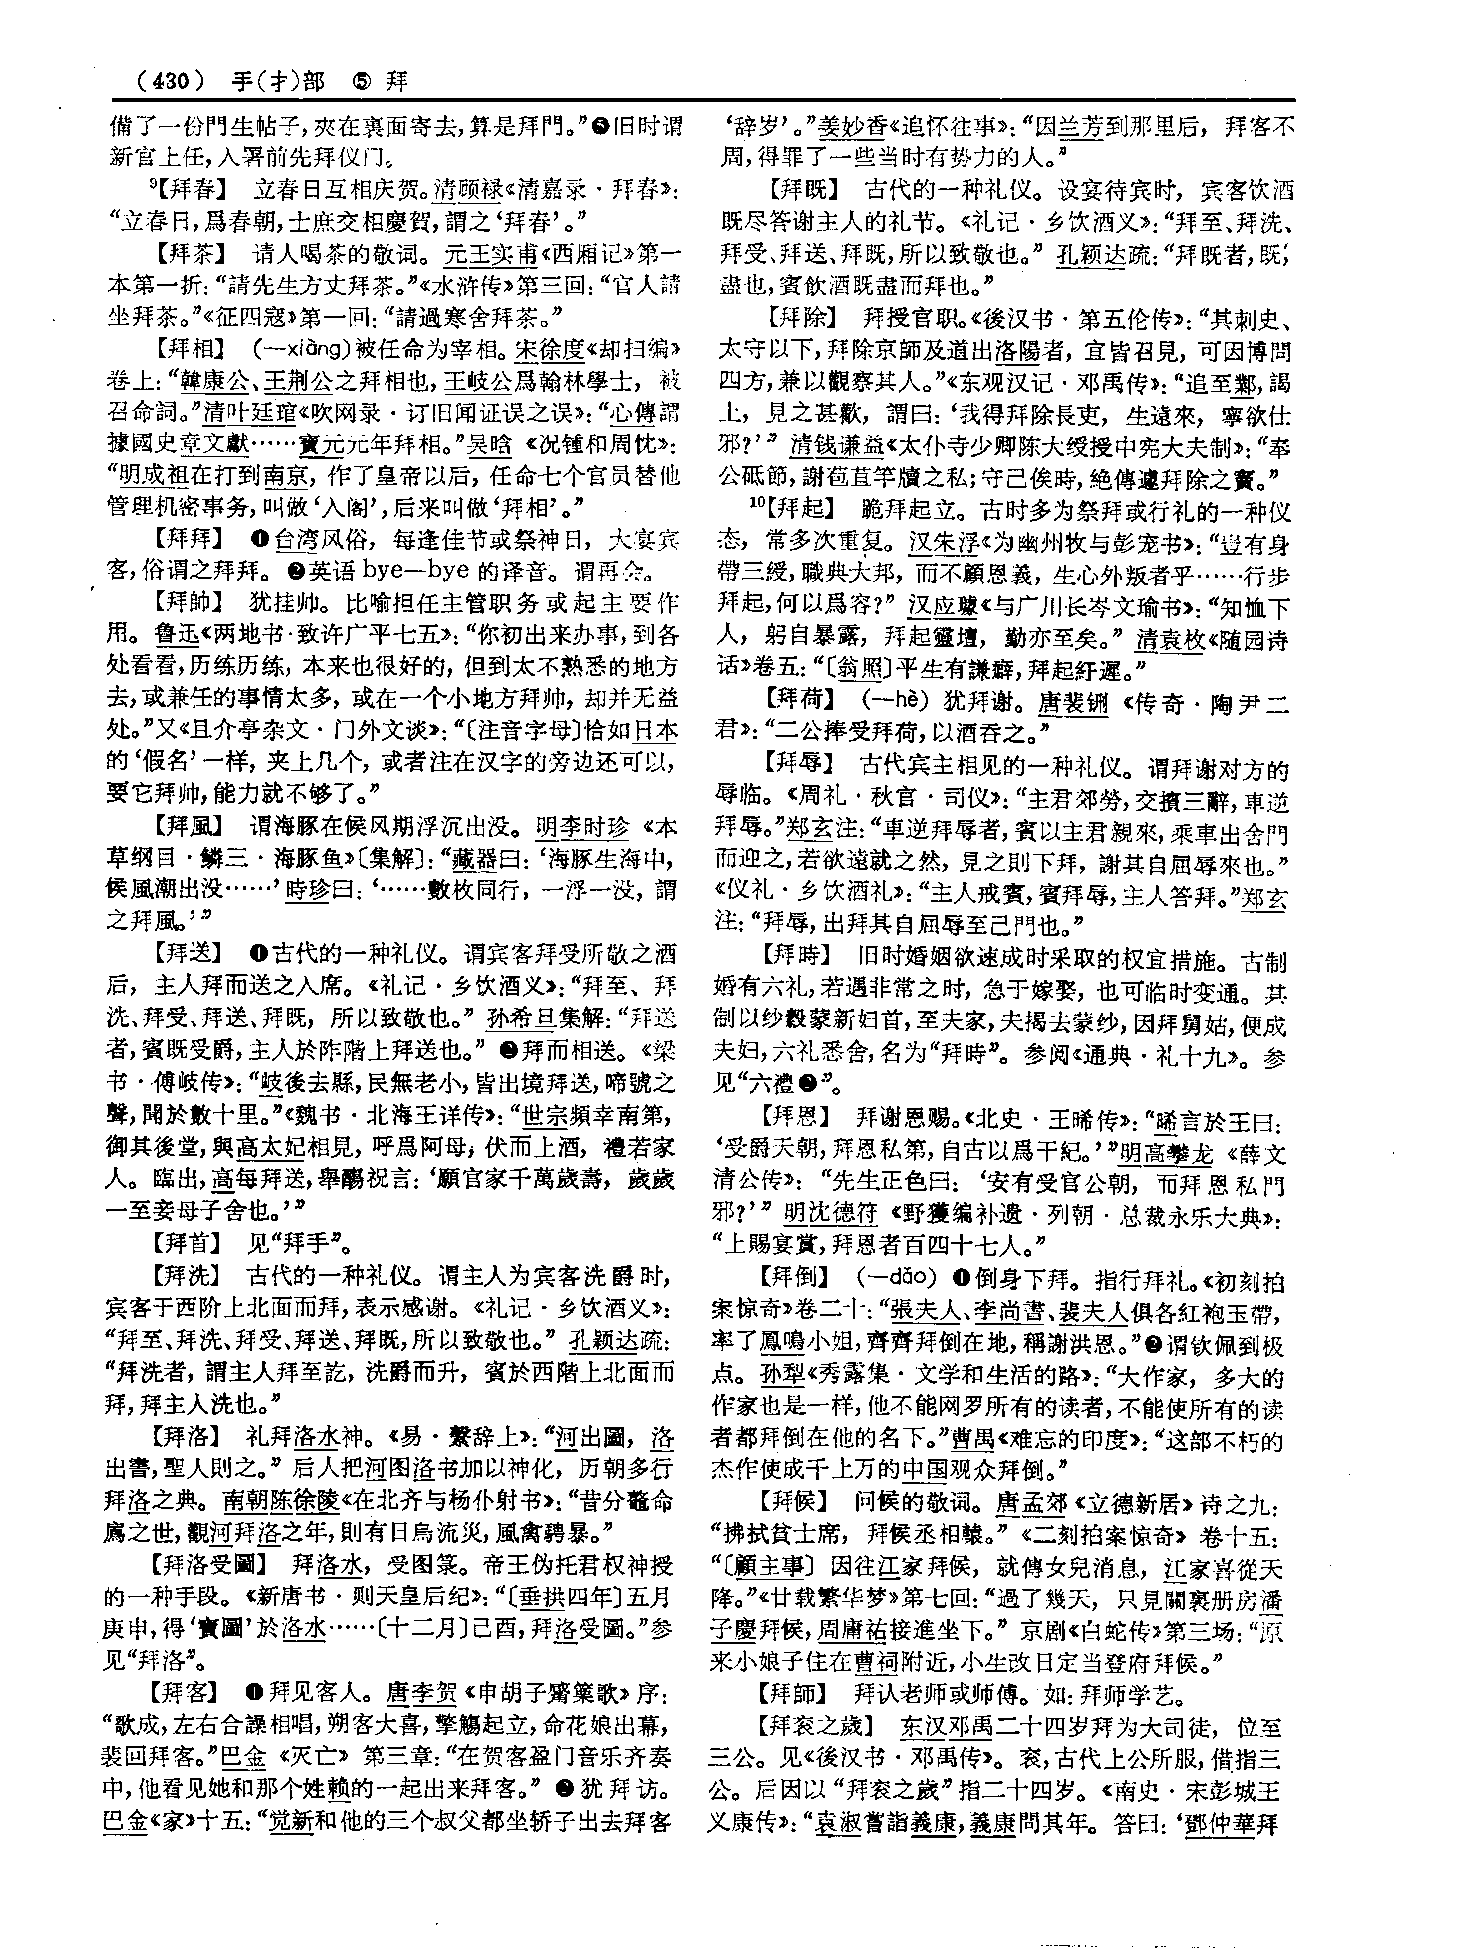 （430） 手(扌)部 ⑤ 拜
備了一份門生帖子，夾在裏面寄去，算是拜門。”❺旧时谓
新官上任，入署前先拜仪门。
⁹【拜春】 立春日互相庆贺。清顾禄《清嘉录·拜春》：
“立春日，爲春朝，士庶交相慶賀，謂之‘拜春’。”
【拜茶】 请人喝茶的敬词。元王实甫《西厢记》第一
本第一折：“請先生方丈拜茶。”《水浒传》第三回：“官人請
坐拜茶。”《征四寇》第一回：“請過寒舍拜茶。”
【拜相】 (—xiàng)被任命为宰相。宋徐度《却扫编》
卷上：“韓康公、王荆公之拜相也，王岐公爲翰林學士，被
召命詞。”清叶廷琯《吹网录·订旧闻证误之误》：“心傳謂
據國史章文獻……寶元元年拜相。”吴晗《况锺和周忱》：
“明成祖在打到南京，作了皇帝以后，任命七个官员替他
管理机密事务，叫做‘入阁’，后来叫做‘拜相’。”
【拜拜】 ❶台湾风俗，每逢佳节或祭神日，大宴宾
客，俗谓之拜拜。❷英语 bye—bye 的译音。谓再会。
【拜帥】 犹挂帅。比喻担任主管职务或起主要作
用。鲁迅《两地书·致许广平七五》：“你初出来办事，到各
处看看，历练历练，本来也很好的，但到太不熟悉的地方
去，或兼任的事情太多，或在一个小地方拜帅，却并无益
处。”又《且介亭杂文·门外文谈》：“〔注音字母〕恰如日本
的‘假名’一样，夹上几个，或者注在汉字的旁边还可以，
要它拜帅，能力就不够了。”
【拜風】 谓海豚在候风期浮沉出没。明李时珍《本
草纲目·鳞三·海豚鱼》〔集解〕：“藏器曰：‘海豚生海中，
候風潮出没……’時珍曰：‘……數枚同行，一浮一没，謂
之拜風。’”
【拜送】 ❶古代的一种礼仪。谓宾客拜受所敬之酒
后，主人拜而送之入席。《礼记·乡饮酒义》：“拜至、拜
洗、拜受、拜送、拜既，所以致敬也。”孙希旦集解：“拜送
者，賓既受爵，主人於阼階上拜送也。”❷拜而相送。《梁
书·傅岐传》：“岐後去縣，民無老小，皆出境拜送，啼號之
聲，聞於數十里。”《魏书·北海王详传》：“世宗頻幸南第，
御其後堂，與高太妃相見，呼爲阿母；伏而上酒，禮若家
人。臨出，高每拜送，舉觴祝言：‘願官家千萬歲壽，歲歲
一至妾母子舍也。’”
【拜首】 见“拜手”。
【拜洗】 古代的一种礼仪。谓主人为宾客洗爵时，
宾客于西阶上北面而拜，表示感谢。《礼记·乡饮酒义》：
“拜至、拜洗、拜受、拜送、拜既，所以致敬也。”孔颖达疏：
“拜洗者，謂主人拜至訖，洗爵而升，賓於西階上北面而
拜，拜主人洗也。”
【拜洛】 礼拜洛水神。《易·繫辞上》：“河出圖，洛
出書，聖人則之。”后人把河图洛书加以神化，历朝多行
拜洛之典。南朝陈徐陵《在北齐与杨仆射书》：“昔分鼇命
屬之世，觀河拜洛之年，則有日烏流災，風禽騁暴。”
【拜洛受圖】 拜洛水，受图箓。帝王伪托君权神授
的一种手段。《新唐书·则天皇后纪》：“〔垂拱四年〕五月
庚申，得‘寶圖’於洛水……〔十二月〕己酉，拜洛受圖。”参
见“拜洛”。
【拜客】 ❶拜见客人。唐李贺《申胡子觱篥歌》序：
“歌成，左右合譟相唱，朔客大喜，擎觴起立，命花娘出幕，
裴回拜客。”巴金《灭亡》第三章：“在贺客盈门音乐齐奏
中，他看见她和那个姓赖的一起出来拜客。”❷犹拜访。
巴金《家》十五：“觉新和他的三个叔父都坐轿子出去拜客
‘辞岁’。”姜妙香《追怀往事》：“因兰芳到那里后，拜客不
周，得罪了一些当时有势力的人。”
【拜既】 古代的一种礼仪。设宴待宾时，宾客饮酒
既尽答谢主人的礼节。《礼记·乡饮酒义》：“拜至、拜洗、
拜受、拜送、拜既，所以致敬也。”孔颖达疏：“拜既者，既，
盡也，賓飲酒既盡而拜也。”
【拜除】 拜授官职。《後汉书·第五伦传》：“其刺史、
太守以下，拜除京師及道出洛陽者，宜皆召見，可因博問
四方，兼以觀察其人。”《东观汉记·邓禹传》：“追至鄴，謁
上，見之甚歡，謂曰：‘我得拜除長吏，生遠來，寧欲仕
邪？’”清钱谦益《太仆寺少卿陈大绶授中宪大夫制》：“奉
公砥節，謝苞苴竿牘之私；守己俟時，絶傳遽拜除之竇。”
¹⁰【拜起】 跪拜起立。古时多为祭拜或行礼的一种仪
态，常多次重复。汉朱浮《为幽州牧与彭宠书》：“豈有身
帶三綬，職典大邦，而不顧恩義，生心外叛者乎……行步
拜起，何以爲容？”汉应璩《与广川长岑文瑜书》：“知恤下
人，躬自暴露，拜起靈壇，勤亦至矣。”清袁枚《随园诗
话》卷五：“〔翁照〕平生有謙癖，拜起紆遲。”
【拜荷】 (—hè) 犹拜谢。唐裴铏《传奇·陶尹二
君》：“二公捧受拜荷，以酒吞之。”
【拜辱】 古代宾主相见的一种礼仪。谓拜谢对方的
辱临。《周礼·秋官·司仪》：“主君郊勞，交擯三辭，車逆
拜辱。”郑玄注：“車逆拜辱者，賓以主君親來，乘車出舍門
而迎之，若欲遠就之然，見之則下拜，謝其自屈辱來也。”
《仪礼·乡饮酒礼》：“主人戒賓，賓拜辱，主人答拜。”郑玄
注：“拜辱，出拜其自屈辱至己門也。”
【拜時】 旧时婚姻欲速成时采取的权宜措施。古制
婚有六礼，若遇非常之时，急于嫁娶，也可临时变通。其
制以纱縠蒙新妇首，至夫家，夫揭去蒙纱，因拜舅姑，便成
夫妇，六礼悉舍，名为“拜時”。参阅《通典·礼十九》。参
见“六禮❷”。
【拜恩】 拜谢恩赐。《北史·王晞传》：“晞言於王曰：
‘受爵天朝，拜恩私第，自古以爲干紀。’”明高攀龙《薛文
清公传》：“先生正色曰：‘安有受官公朝，而拜恩私門
邪？’”明沈德符《野獲编补遗·列朝·总裁永乐大典》：
“上賜宴賞，拜恩者百四十七人。”
【拜倒】 (—dǎo) ❶倒身下拜。指行拜礼。《初刻拍
案惊奇》卷二十：“張夫人、李尚書、裴夫人俱各紅袍玉帶，
率了鳳鳴小姐，齊齊拜倒在地，稱謝洪恩。”❷谓钦佩到极
点。孙犁《秀露集·文学和生活的路》：“大作家，多大的
作家也是一样，他不能网罗所有的读者，不能使所有的读
者都拜倒在他的名下。”曹禺《难忘的印度》：“这部不朽的
杰作使成千上万的中国观众拜倒。”
【拜候】 问候的敬词。唐孟郊《立德新居》诗之九：
“拂拭貧士席，拜候丞相轅。”《二刻拍案惊奇》卷十五：
“〔顧主事〕因往江家拜候，就傳女兒消息，江家喜從天
降。”《廿载繁华梦》第七回：“過了幾天，只見關裏册房潘
子慶拜候，周庸祐接進坐下。”京剧《白蛇传》第三场：“原
来小娘子住在曹祠附近，小生改日定当登府拜候。”
【拜師】 拜认老师或师傅。如：拜师学艺。
【拜衮之歲】 东汉邓禹二十四岁拜为大司徒，位至
三公。见《後汉书·邓禹传》。衮，古代上公所服，借指三
公。后因以“拜衮之歲”指二十四岁。《南史·宋彭城王
义康传》：“袁淑嘗詣義康，義康問其年。答曰：‘鄧仲華拜